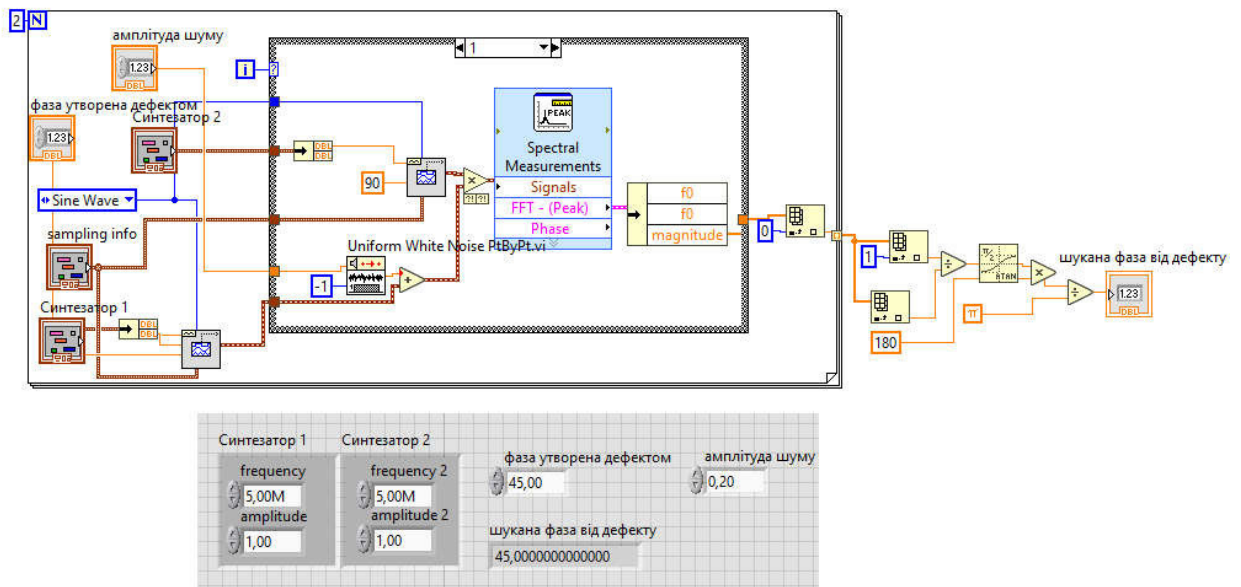 2 N
амплітуда шуму
1.23
DBL
1
i
?
фаза утворена дефектом
1.23
DBL
Синтезатор 2
DBL
DBL
PEAK
Spectral
Measurements
Signals
FFT - (Peak)
Phase
90
?! ?!
f0
f0
magnitude
Sine Wave
0
sampling info
Uniform White Noise PtByPt.vi
-1
1
шукана фаза від дефекту
ATAN
1.23
DBL
π
180
Синтезатор 1
DBL
DBL
Синтезатор 1
frequency
5,00M
amplitude
1,00
Синтезатор 2
frequency 2
5,00M
amplitude 2
1,00
фаза утворена дефектом
45,00
амплітуда шуму
0,20
шукана фаза від дефекту
45,0000000000000